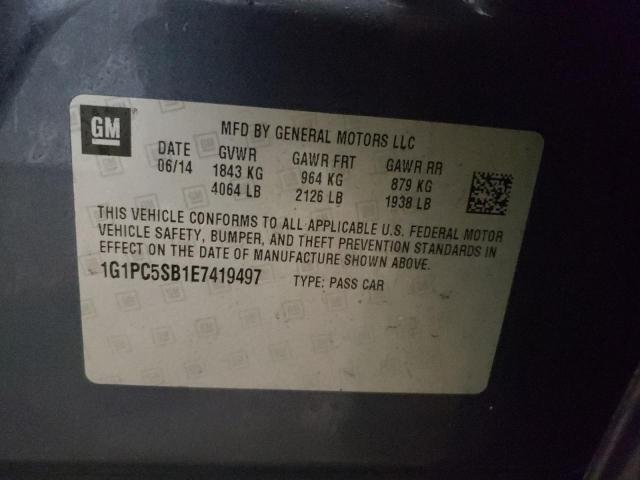 GM
MFD BY GENERAL MOTORS LLC
DATE GVWR GAWR FRT GAWR RR
06/14 1843 KG 964 KG 879 KG
4064 LB 2126 LB 1938 LB
THIS VEHICLE CONFORMS TO ALL APPLICABLE U.S. FEDERAL MOTOR
VEHICLE SAFETY, BUMPER, AND THEFT PREVENTION STANDARDS IN
EFFECT ON THE DATE OF MANUFACTURE SHOWN ABOVE.
1G1PC5SB1E7419497 TYPE: PASS CAR